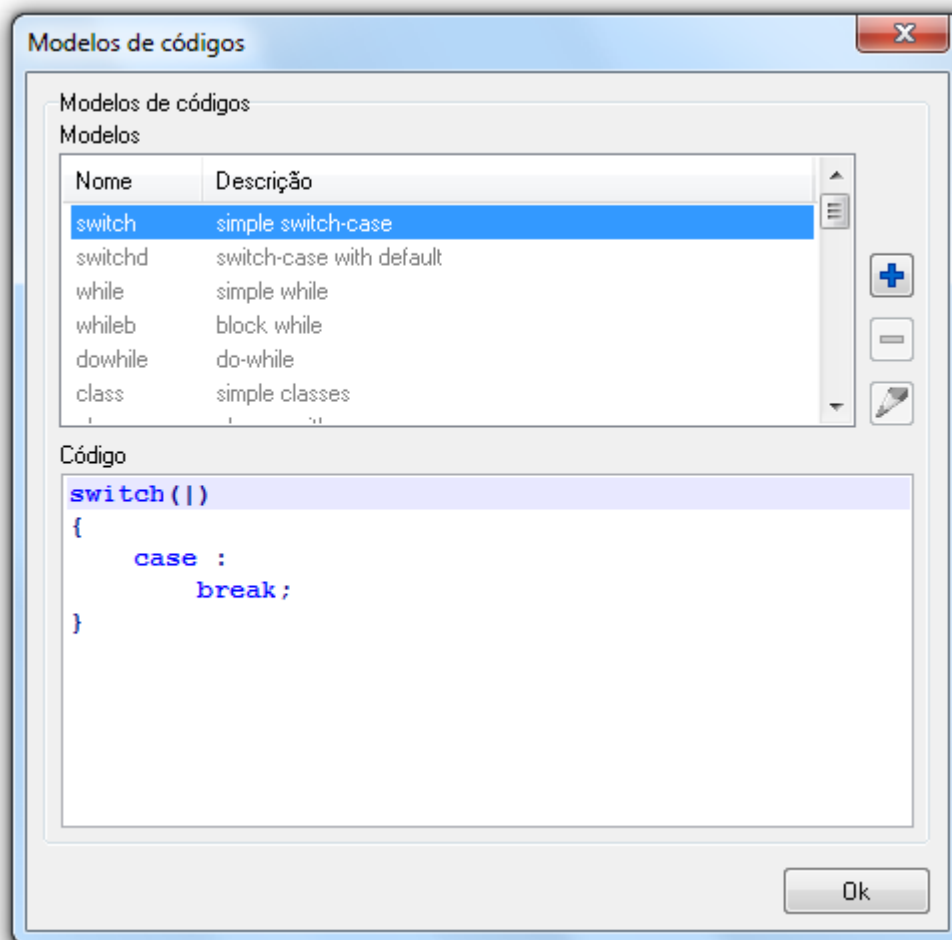 Modelos de códigos
Modelos de códigos
Modelos
Nome Descrição
switch simple switch-case
switchd switch-case with default
while simple while
whileb block while
dowhile do-while
class simple classes
Código
switch(|)
{
    case :
        break;
}
Ok